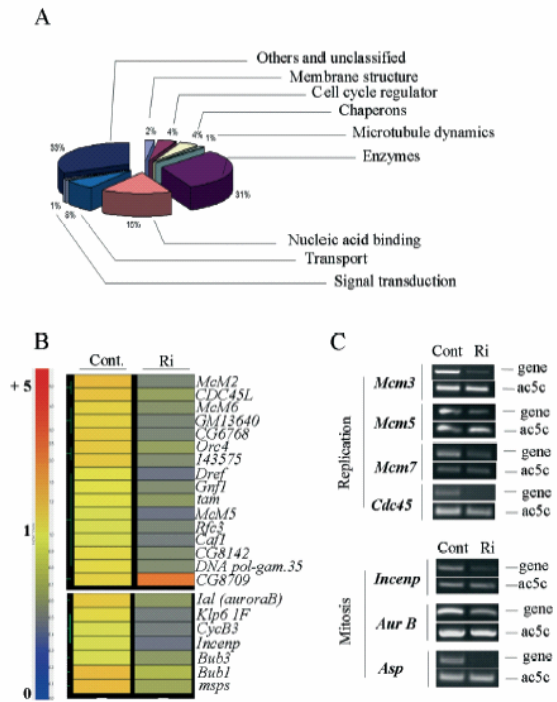 A
Others and unclassified
Membrane structure
Cell cycle regulator
Chaperons
Microtubule dynamics
Enzymes
2%
4%
4%
1%
33%
31%
1%
8%
15%
Nucleic acid binding
Transport
Signal transduction
B
Cont.
Ri
+ 5
1
0
McM2
CDC45L
McM6
GM13640
CG6768
Orc4
143575
Dref
Gnf1
tam
McM5
Rfc3
Caf1
CG8142
DNA pol-gam.35
CG8709
Ial (auroraB)
Klp6 1F
CycB3
Incenp
Bub3
Bub1
msps
C
Cont Ri
Replication
Mcm3
gene
ac5c
Mcm5
gene
ac5c
Mcm7
gene
ac5c
Cdc45
gene
ac5c
Cont Ri
Mitosis
Incenp
gene
ac5c
Aur B
gene
ac5c
Asp
gene
ac5c